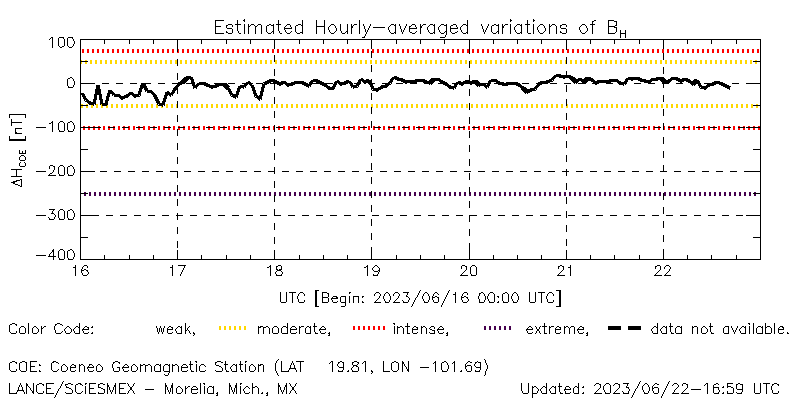 Estimated Hourly-averaged variations of BH
100
0
-100
-200
-300
-400
ΔHCOE [nT]
16 17 18 19 20 21 22
UTC [Begin: 2023/06/16 00:00 UTC]
Color Code: weak, moderate, intense, extreme, data not available.
COE: Coeneo Geomagnetic Station (LAT 19.81, LON -101.69)
LANCE/SCiESMEX - Morelia, Mich., MX Updated: 2023/06/22-16:59 UTC